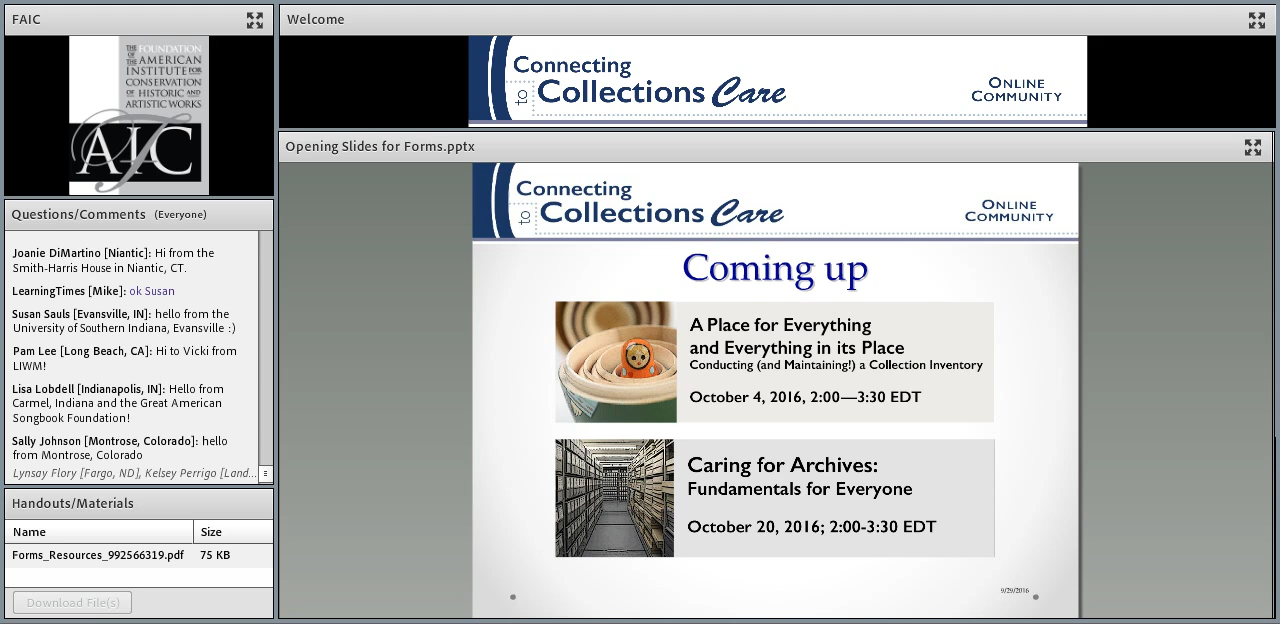 FAIC
THE FOUNDATION
OF THE AMERICAN
INSTITUTE FOR
CONSERVATION
OF HISTORIC AND
ARTISTIC WORKS
AIC
Questions/Comments (Everyone)
Joanie DiMartino [Niantic]: Hi from the
Smith-Harris House in Niantic, CT.
LearningTimes [Mike]: ok Susan
Susan Sauls [Evansville, IN]: hello from the
University of Southern Indiana, Evansville :)
Pam Lee [Long Beach, CA]: Hi to Vicki from
LIWM!
Lisa Lobdell [Indianapolis, IN]: Hello from
Carmel, Indiana and the Great American
Songbook Foundation!
Sally Johnson [Montrose, Colorado]: hello
from Montrose, Colorado
Lynsay Flory [Fargo, ND], Kelsey Perrigo [Land...
Handouts/Materials
Name Size
Forms_Resources_992566319.pdf 75 KB
Download File(s)
Welcome
Connecting
to Collections Care
ONLINE
COMMUNITY
Opening Slides for Forms.pptx
Connecting
to Collections Care
ONLINE
COMMUNITY
Coming up
A Place for Everything
and Everything in its Place
Conducting (and Maintaining!) a Collection Inventory
October 4, 2016, 2:00—3:30 EDT
Caring for Archives:
Fundamentals for Everyone
October 20, 2016; 2:00-3:30 EDT
9/29/2016